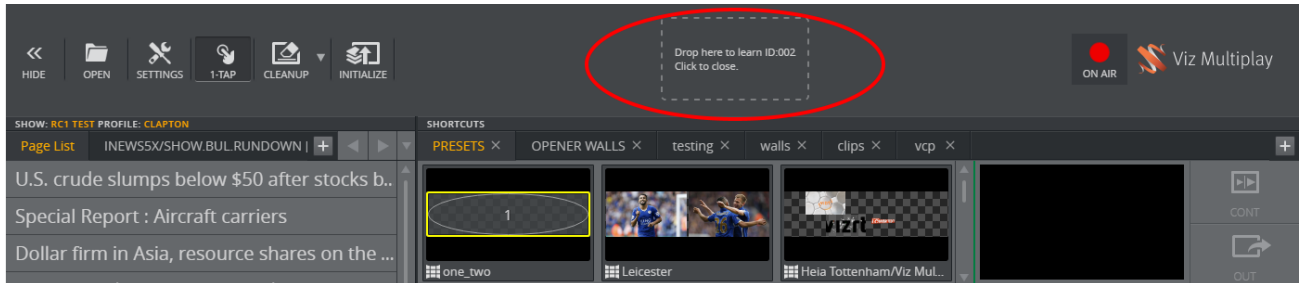 Drop here to learn ID:002
Click to close.
HIDE OPEN SETTINGS 1-TAP CLEANUP INITIALIZE
ON AIR
Viz Multiplay
SHOW: RC1 TEST PROFILE: CLAPTON
SHORTCUTS
Page List INEWS5X/SHOW.BUL.RUNDOWN |
PRESETS × OPENER WALLS × testing × walls × clips × vcp ×
U.S. crude slumps below $50 after stocks b..
Special Report : Aircraft carriers
Dollar firm in Asia, resource shares on the ...
1
vizrt
one_two
Leicester
Heia Tottenham/Viz Mul...
CONT
OUT